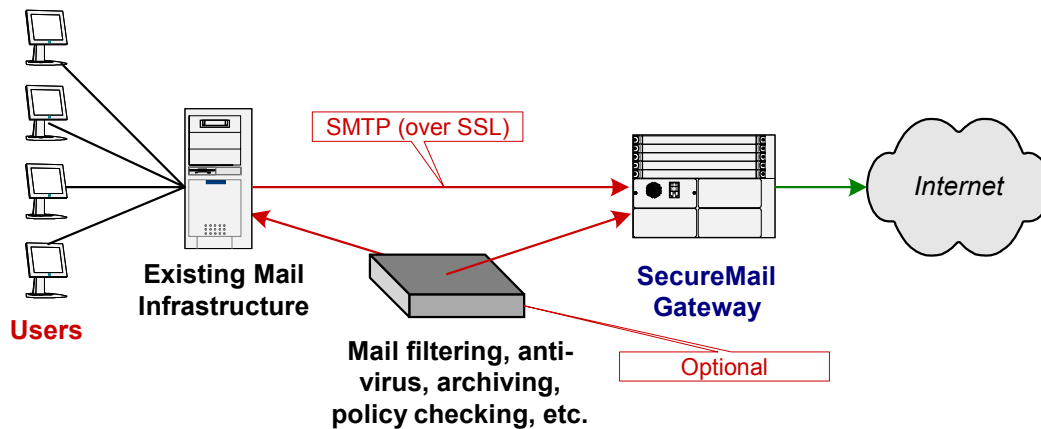 SMTP (over SSL)
Internet
Existing Mail
Infrastructure
SecureMail
Gateway
Users
Mail filtering, anti-
virus, archiving,
policy checking, etc.
Optional